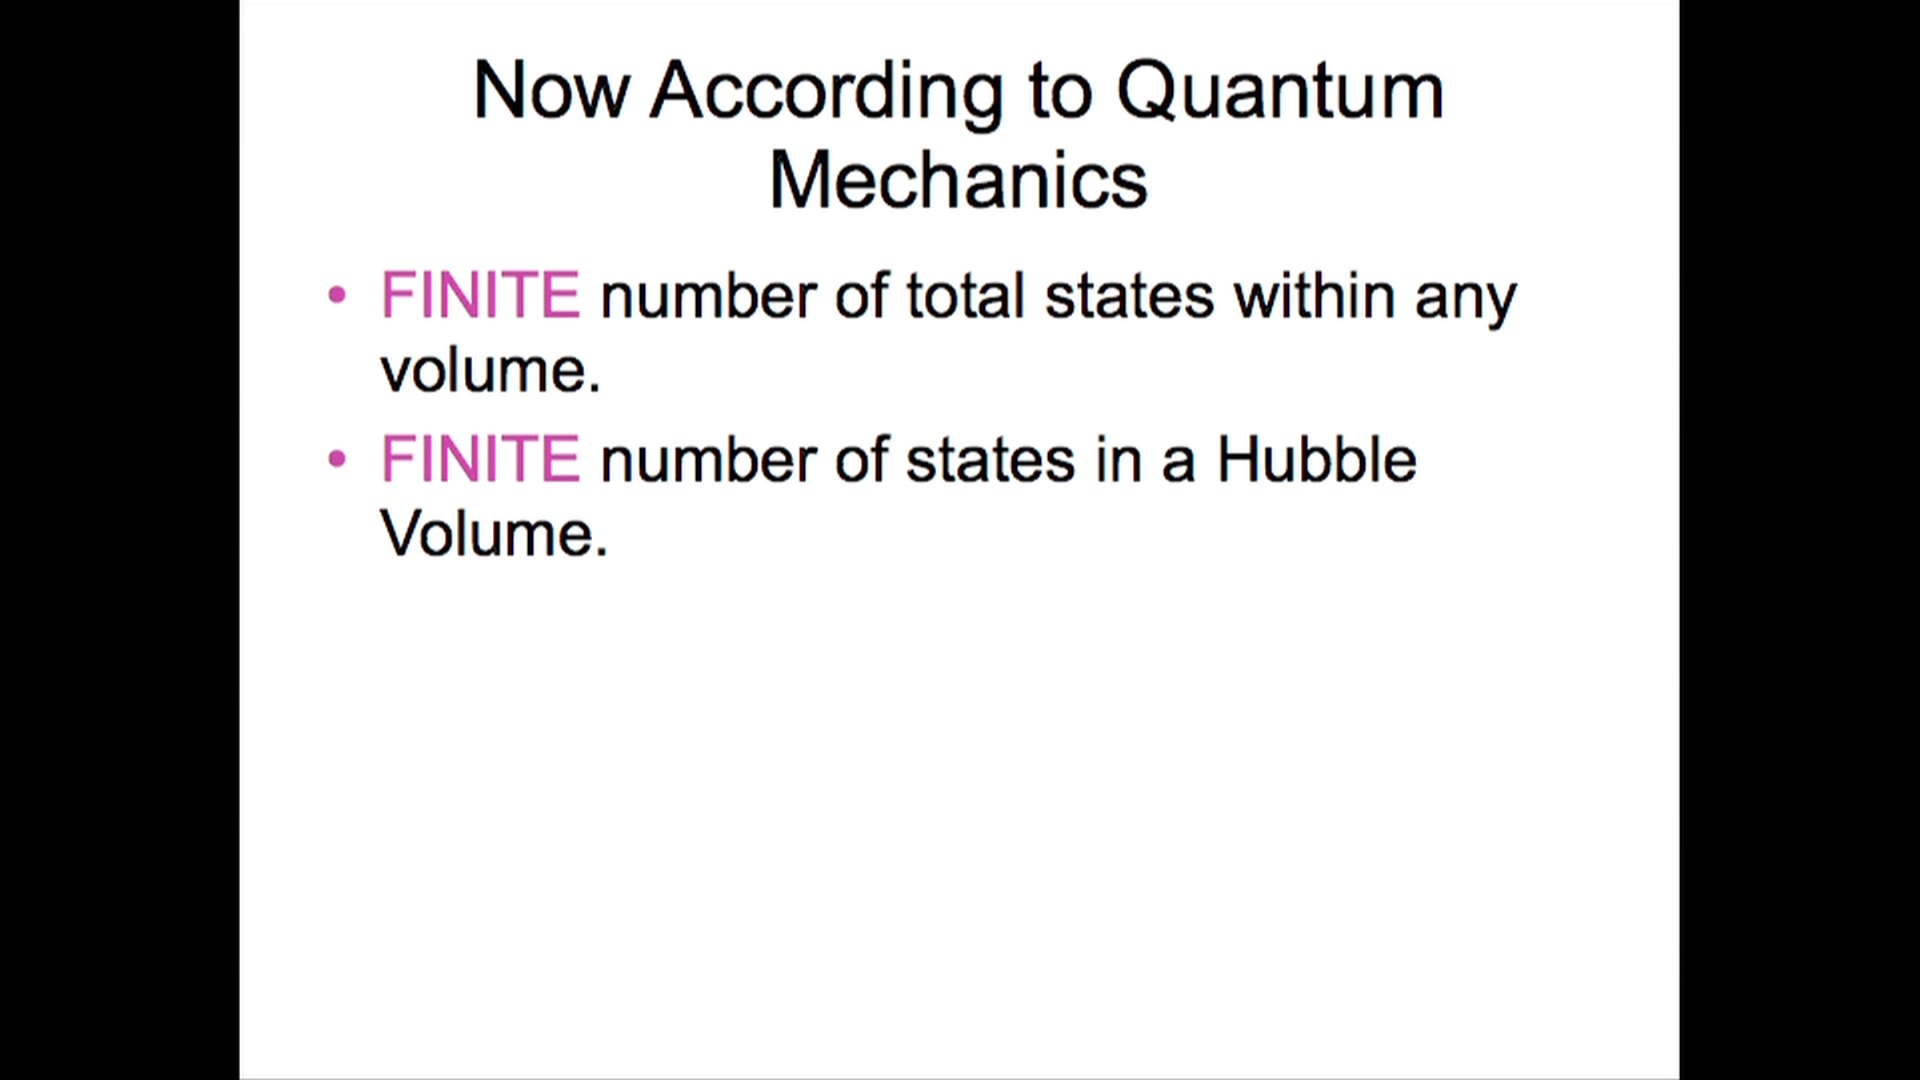 Now According to Quantum
Mechanics
• FINITE number of total states within any
volume.
• FINITE number of states in a Hubble
Volume.